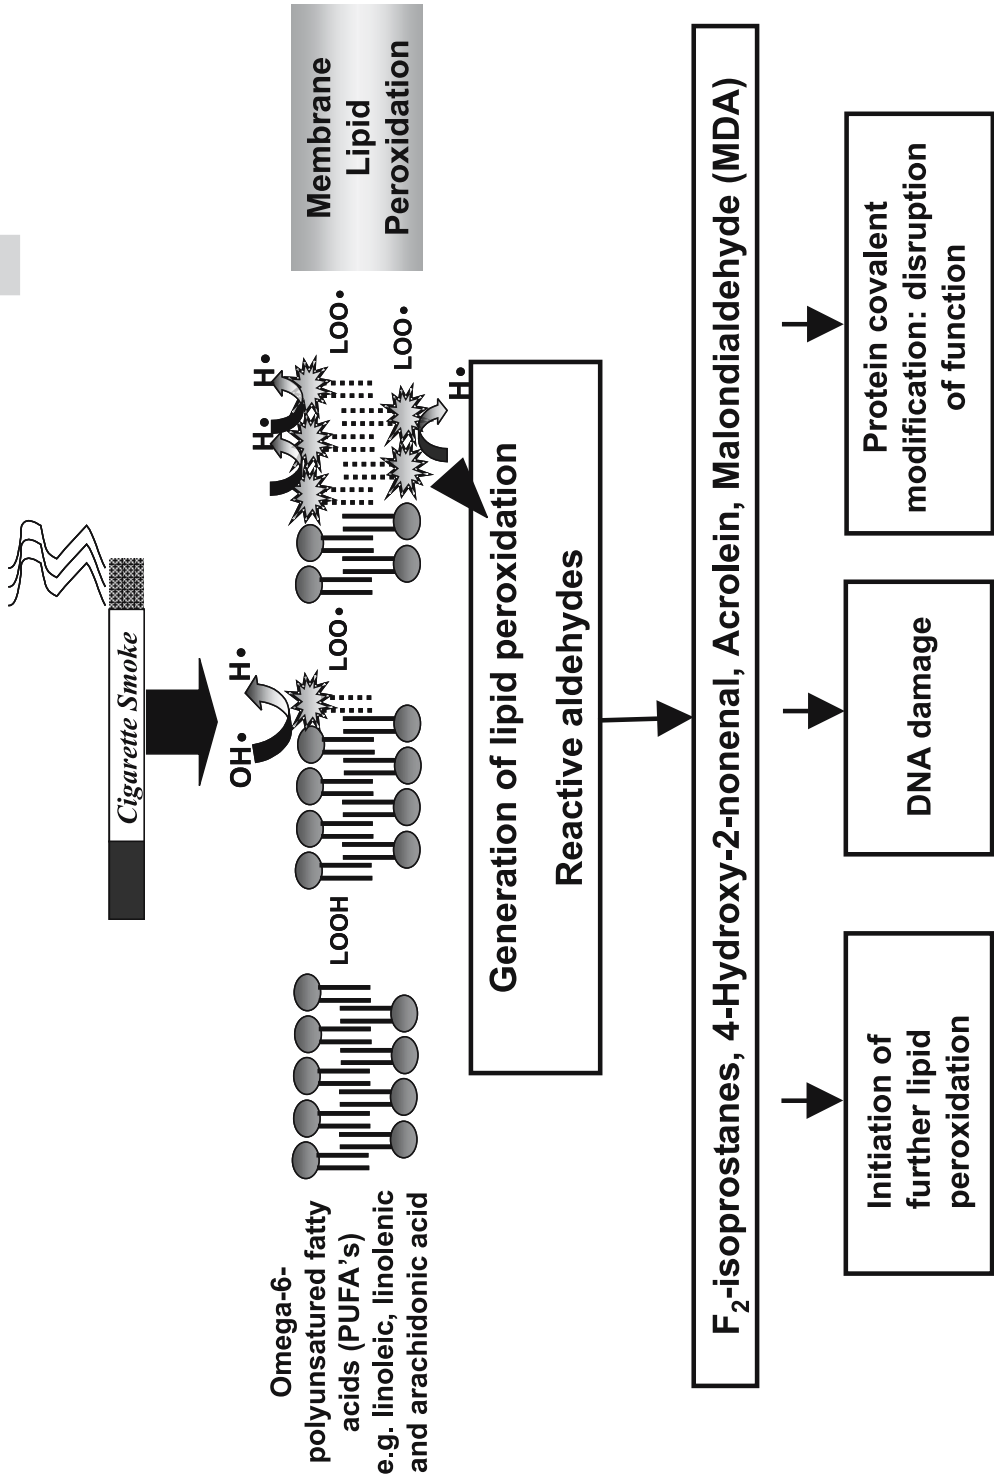 Cigarette Smoke
OH•
H•
H•
H•
H•
LOOH
LOO•
LOO•
LOO•
Membrane
Lipid
Peroxidation
Omega-6-
polyunsatured fatty
acids (PUFA's)
e.g. linoleic, linolenic
and arachidonic acid
Generation of lipid peroxidation
Reactive aldehydes
F2-isoprostanes, 4-Hydroxy-2-nonenal, Acrolein, Malondialdehyde (MDA)
Initiation of
further lipid
peroxidation
DNA damage
Protein covalent
modification: disruption
of function